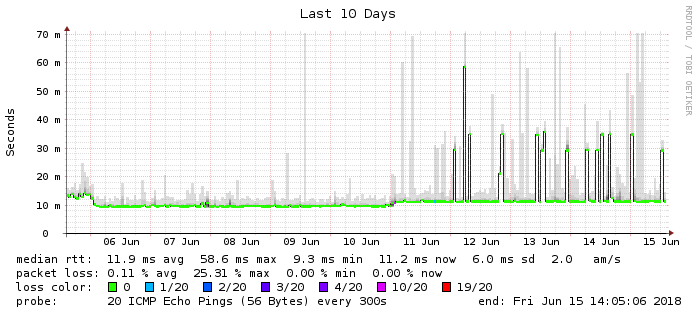 Last 10 Days
RRDTOOL / TOBI OETIKER
Seconds
70 m
60 m
50 m
40 m
30 m
20 m
10 m
0
06 Jun 07 Jun 08 Jun 09 Jun 10 Jun 11 Jun 12 Jun 13 Jun 14 Jun 15 Jun
median rtt: 11.9 ms avg 58.6 ms max 9.3 ms min 11.2 ms now 6.0 ms sd 2.0 am/s
packet loss: 0.11 % avg 25.31 % max 0.00 % min 0.00 % now
loss color: 0 1/20 2/20 3/20 4/20 10/20 19/20
probe: 20 ICMP Echo Pings (56 Bytes) every 300s end: Fri Jun 15 14:05:06 2018